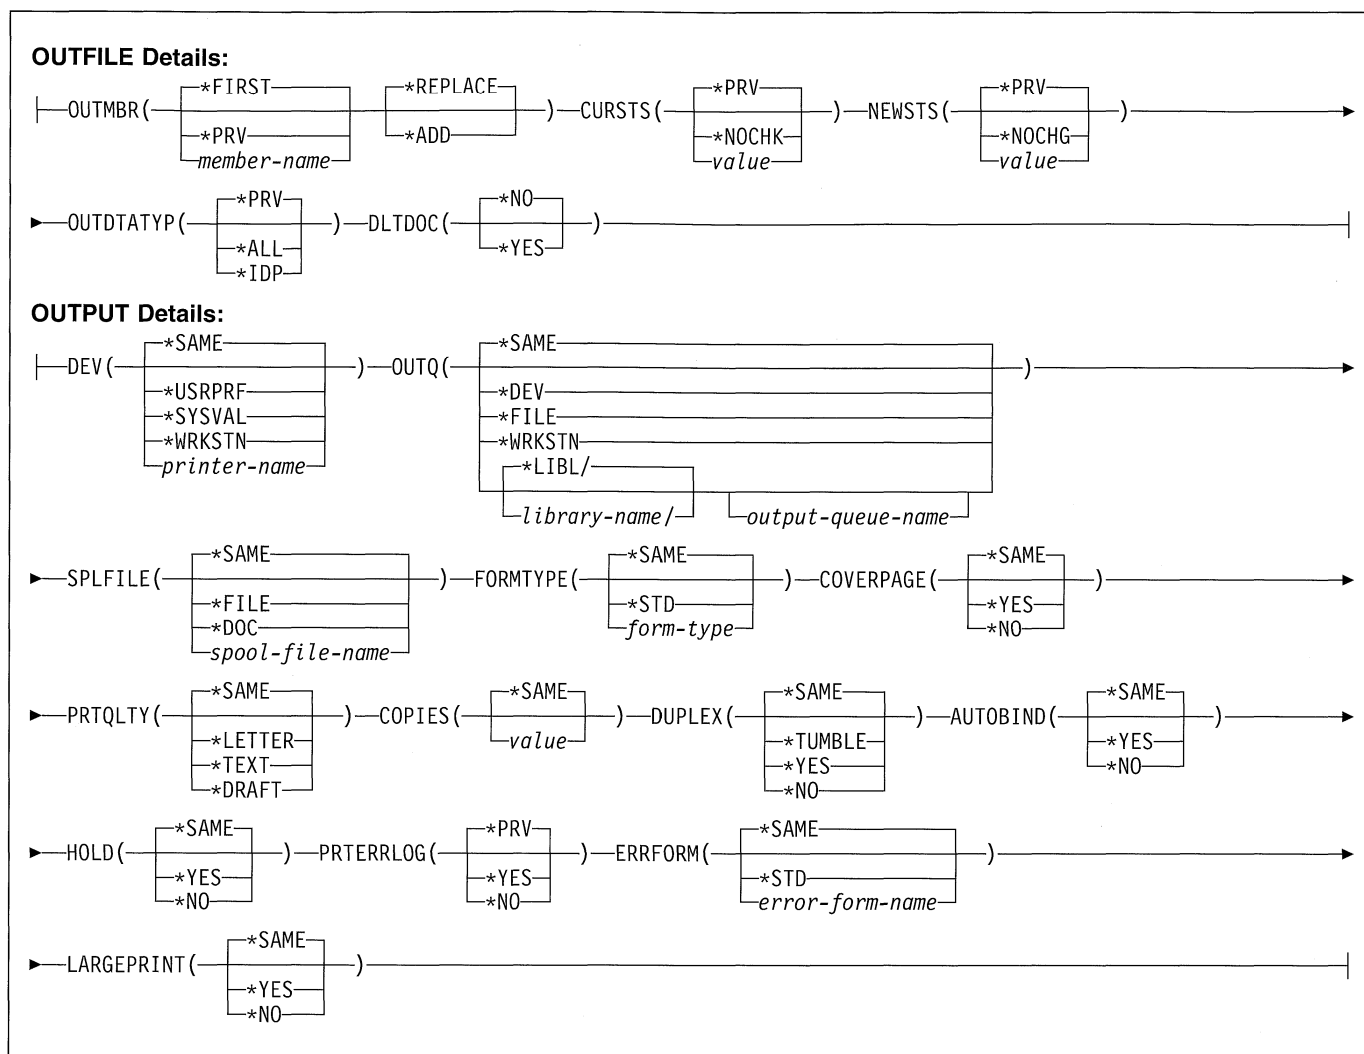 OUTFILE Details:
*FIRST *REPLACE *PRV *PRV
OUTMBR( ) CURSTS( ) NEWSTS( )
*PRV *ADD *NOCHK *NOCHG
member-name value value
*PRV *NO
OUTDTATYP( ) DLTDOC( )
*ALL *YES
*IDP
OUTPUT Details:
*SAME *SAME
DEV( ) OUTQ( )
*USRPRF *DEV
*SYSVAL *FILE
*WRKSTN *WRKSTN
printer-name *LIBL/
library-name/ output-queue-name
*SAME *SAME *SAME
SPLFILE( ) FORMTYPE( ) COVERPAGE( )
*FILE *STD *YES
*DOC form-type *NO
spool-file-name
*SAME *SAME *SAME *SAME
PRTQLTY( ) COPIES( ) DUPLEX( ) AUTOBIND( )
*LETTER value *TUMBLE *YES
*TEXT *YES *NO
*DRAFT *NO
*SAME *PRV *SAME
HOLD( ) PRTERRLOG( ) ERRFORM( )
*YES *YES *STD
*NO *NO error-form-name
*SAME
LARGEPRINT( )
*YES
*NO